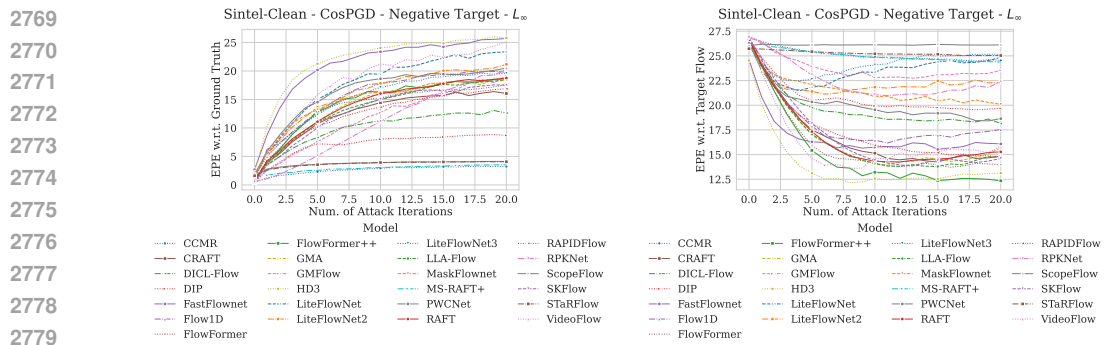 2769
2770
2771
2772
2773
2774
2775
2776
2777
2778
2779
Sintel-Clean - CosPGD - Negative Target - L∞
EPE w.r.t. Ground Truth
25
20
15
10
5
0
0.0 2.5 5.0 7.5 10.0 12.5 15.0 17.5 20.0
Num. of Attack Iterations
Model
CCMR FlowFormer++ LiteFlowNet3 RAPIDFlow
CRAFT GMA LLA-Flow RPKNet
DICL-Flow GMFlow MaskFlownet ScopeFlow
DIP HD3 MS-RAFT+ SKFlow
FastFlownet LiteFlowNet PWCNet STaRFlow
Flow1D LiteFlowNet2 RAFT VideoFlow
FlowFormer
Sintel-Clean - CosPGD - Negative Target - L∞
EPE w.r.t. Target Flow
27.5
25.0
22.5
20.0
17.5
15.0
12.5
0.0 2.5 5.0 7.5 10.0 12.5 15.0 17.5 20.0
Num. of Attack Iterations
Model
CCMR FlowFormer++ LiteFlowNet3 RAPIDFlow
CRAFT GMA LLA-Flow RPKNet
DICL-Flow GMFlow MaskFlownet ScopeFlow
DIP HD3 MS-RAFT+ SKFlow
FastFlownet LiteFlowNet PWCNet STaRFlow
Flow1D LiteFlowNet2 RAFT VideoFlow
FlowFormer